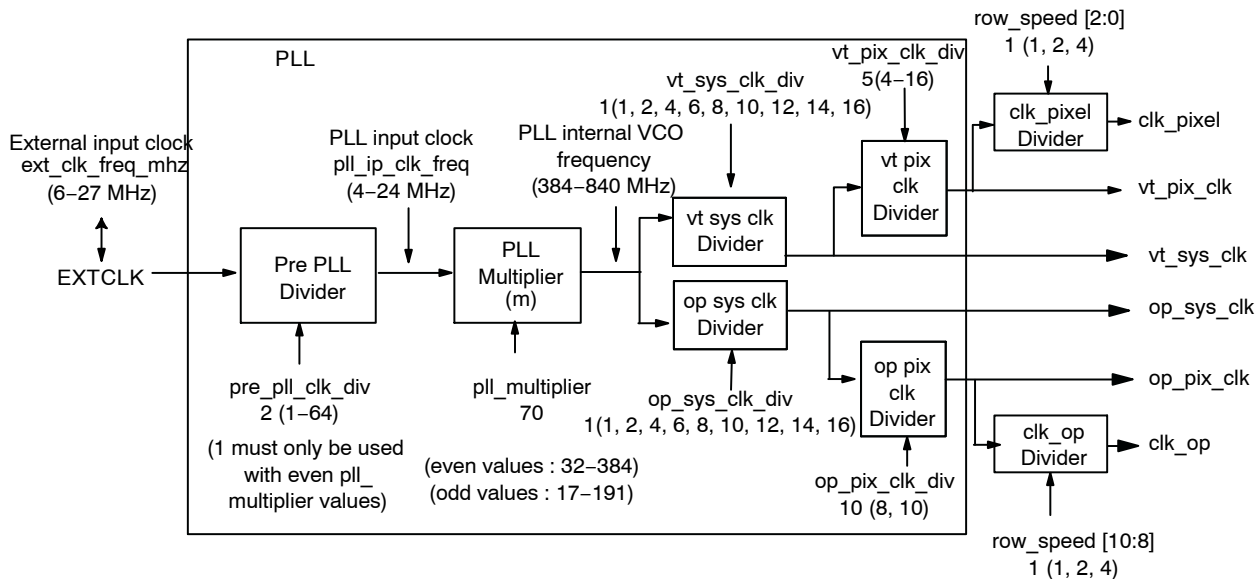 row_speed [2:0]
1 (1, 2, 4)
PLL
vt_pix_clk_div
5(4−16)
vt_sys_clk_div
1(1, 2, 4, 6, 8, 10, 12, 14, 16)
clk_pixel
Divider
clk_pixel
External input clock
ext_clk_freq_mhz
(6−27 MHz)
PLL input clock
pll_ip_clk_freq
(4−24 MHz)
PLL internal VCO
frequency
(384−840 MHz)
vt pix
clk
Divider
vt_pix_clk
vt sys clk
Divider
vt_sys_clk
EXTCLK
Pre PLL
Divider
PLL
Multiplier
(m)
op sys clk
Divider
op_sys_clk
pre_pll_clk_div
2 (1−64)
(1 must only be used
with even pll_
multiplier values)
pll_multiplier
70
(even values : 32−384)
(odd values : 17−191)
op_sys_clk_div
1(1, 2, 4, 6, 8, 10, 12, 14, 16)
op pix
clk
Divider
op_pix_clk
op_pix_clk_div
10 (8, 10)
clk_op
Divider
clk_op
row_speed [10:8]
1 (1, 2, 4)